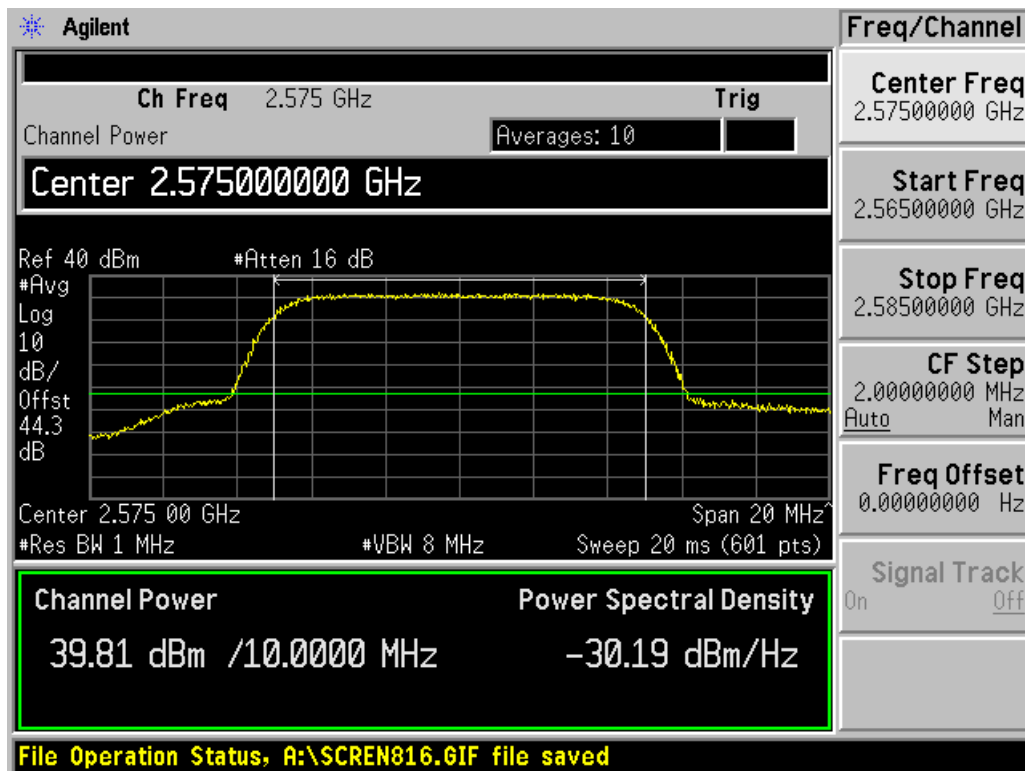 Agilent
Freq/Channel
Ch Freq 2.575 GHz Trig
Channel Power Averages: 10
Center 2.575000000 GHz
Ref 40 dBm #Atten 16 dB
#Avg
Log
10
dB/
Offst
44.3
dB
Center 2.575 00 GHz Span 20 MHz^
#Res BW 1 MHz #VBW 8 MHz Sweep 20 ms (601 pts)
Channel Power Power Spectral Density
39.81 dBm /10.0000 MHz -30.19 dBm/Hz
Center Freq
2.57500000 GHz
Start Freq
2.56500000 GHz
Stop Freq
2.58500000 GHz
CF Step
2.00000000 MHz
Auto Man
Freq Offset
0.00000000 Hz
Signal Track
On Off
File Operation Status, A:\SCREN816.GIF file saved